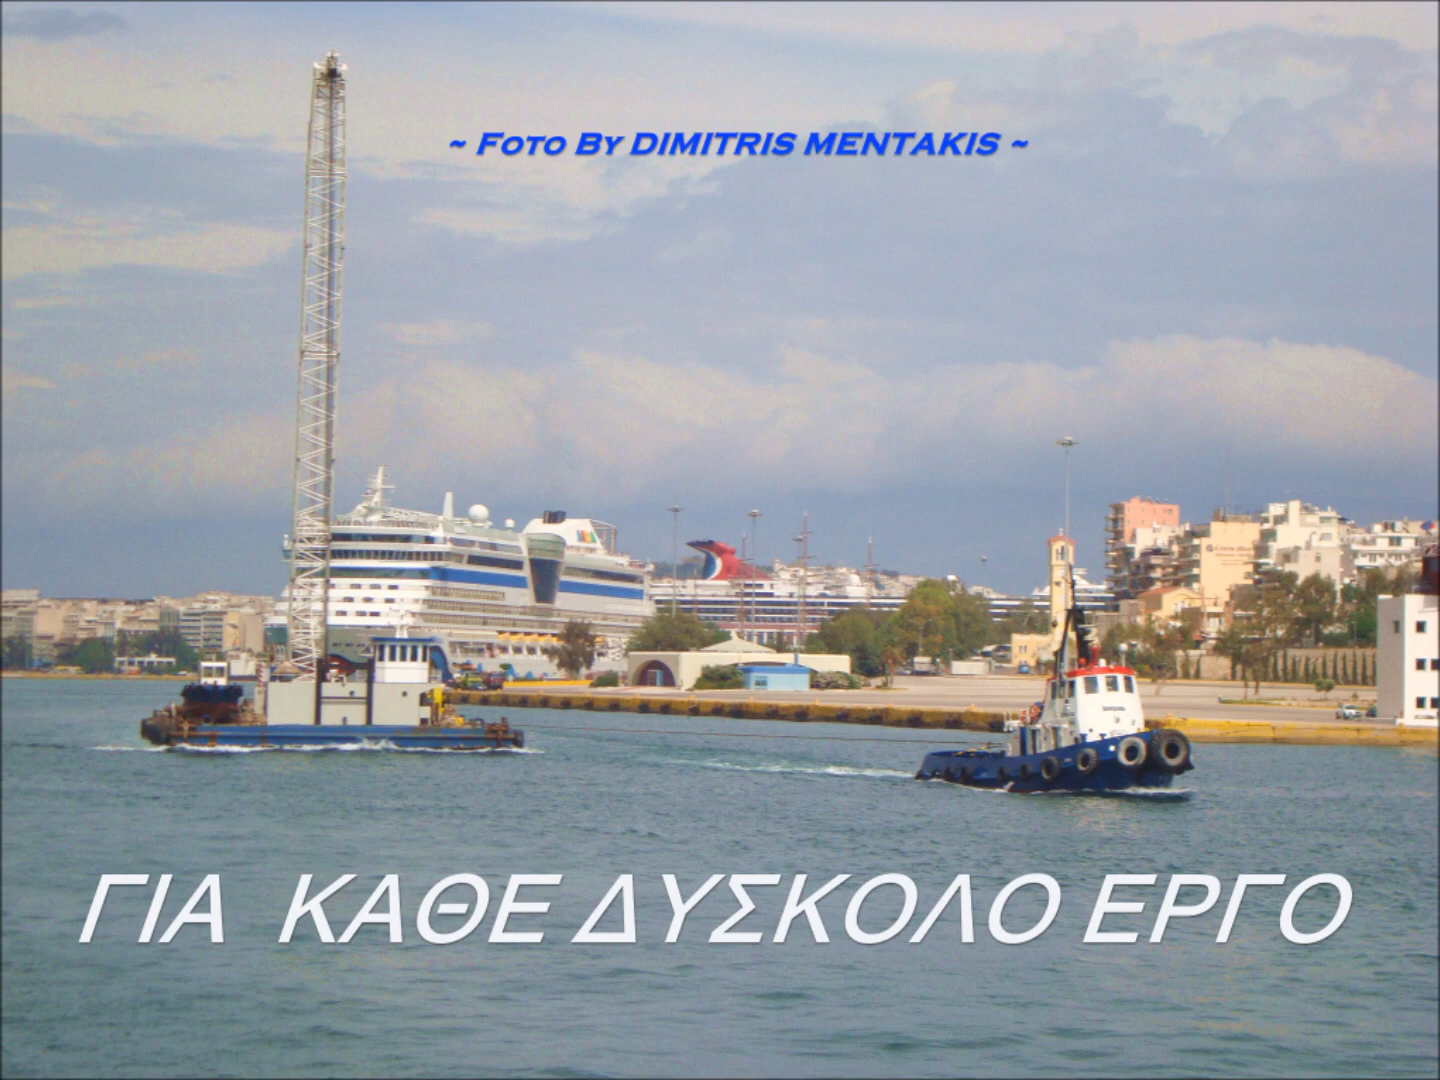 ~ Foto By DIMITRIS MENTAKIS ~
ΓΙΑ ΚΑΘΕ ΔΥΣΚΟΛΟ ΕΡΓΟ